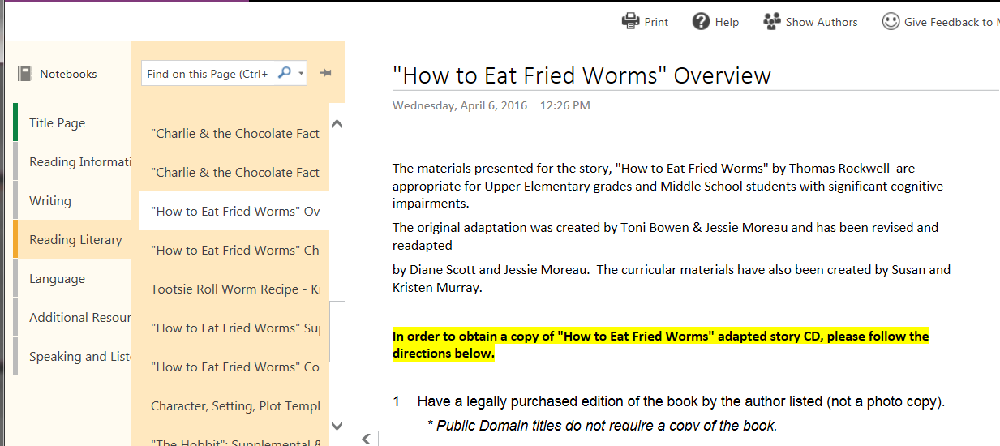 Print
Help
Show Authors
Give Feedback to
Notebooks
Find on this Page (Ctrl+
Title Page
Reading Informati
Writing
Reading Literary
Language
Additional Resour
Speaking and Liste
"Charlie & the Chocolate Fact
"Charlie & the Chocolate Fact
"How to Eat Fried Worms" Ov
"How to Eat Fried Worms" Cha
Tootsie Roll Worm Recipe - Kr
"How to Eat Fried Worms" Sup
"How to Eat Fried Worms" Co
Character, Setting, Plot Templ
"The Hobbit": Supplemental &
"How to Eat Fried Worms" Overview
Wednesday, April 6, 2016 12:26 PM
The materials presented for the story, "How to Eat Fried Worms" by Thomas Rockwell are
appropriate for Upper Elementary grades and Middle School students with significant cognitive
impairments.
The original adaptation was created by Toni Bowen & Jessie Moreau and has been revised and
readapted
by Diane Scott and Jessie Moreau. The curricular materials have also been created by Susan and
Kristen Murray.
In order to obtain a copy of "How to Eat Fried Worms" adapted story CD, please follow the
directions below.
1 Have a legally purchased edition of the book by the author listed (not a photo copy).
* Public Domain titles do not require a copy of the book.